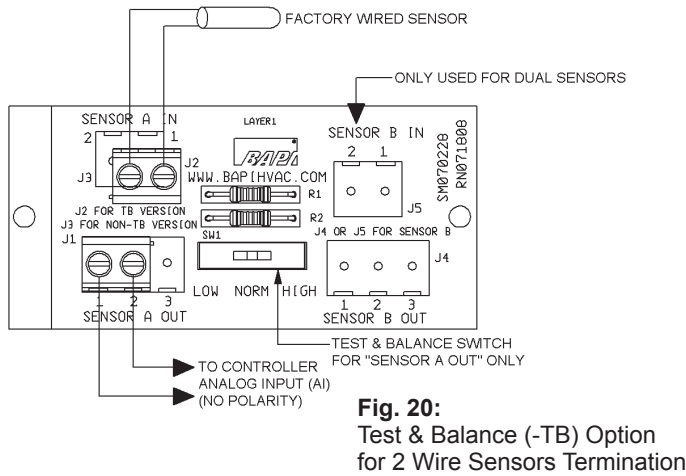 FACTORY WIRED SENSOR
ONLY USED FOR DUAL SENSORS
SENSOR A IN
2 1
LAYER1
BAPI
SENSOR B IN
2 1
SM070228
RN071808
J3
J2
WWW.BAPIHVAC.COM
R1
J5
J2 FOR TB VERSION
J3 FOR NON-TB VERSION
R2
J4 OR J5 FOR SENSOR B
J1
SW1
J4
LOW NORM HIGH
1 2 3
SENSOR A OUT
1 2 3
SENSOR B OUT
TEST & BALANCE SWITCH
FOR "SENSOR A OUT" ONLY
TO CONTROLLER
ANALOG INPUT (AI)
(NO POLARITY)
Fig. 20:
Test & Balance (-TB) Option
for 2 Wire Sensors Termination